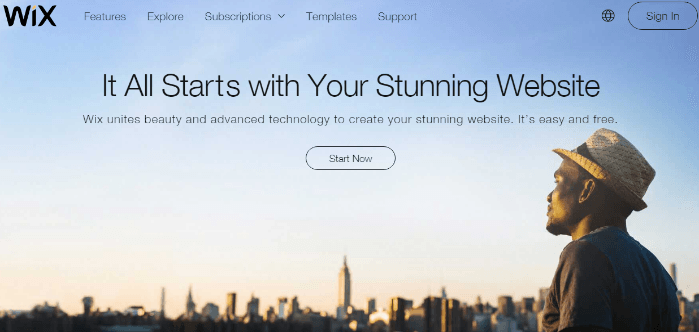 WiX
Features Explore Subscriptions Templates Support
Sign In
It All Starts with Your Stunning Website
Wix unites beauty and advanced technology to create your stunning website. It's easy and free.
Start Now